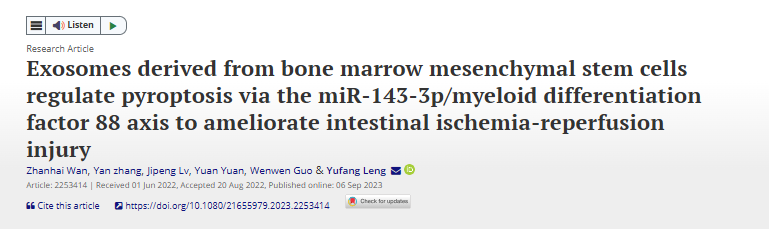 Listen
Research Article
Exosomes derived from bone marrow mesenchymal stem cells
regulate pyroptosis via the miR-143-3p/myeloid differentiation
factor 88 axis to ameliorate intestinal ischemia-reperfusion
injury
Zhanhai Wan, Yan zhang, Jipeng Lv, Yuan Yuan, Wenwen Guo & Yufang Leng iD
Article: 2253414 | Received 01 Jun 2022, Accepted 20 Aug 2022, Published online: 06 Sep 2023
Cite this article https://doi.org/10.1080/21655979.2023.2253414 Check for updates